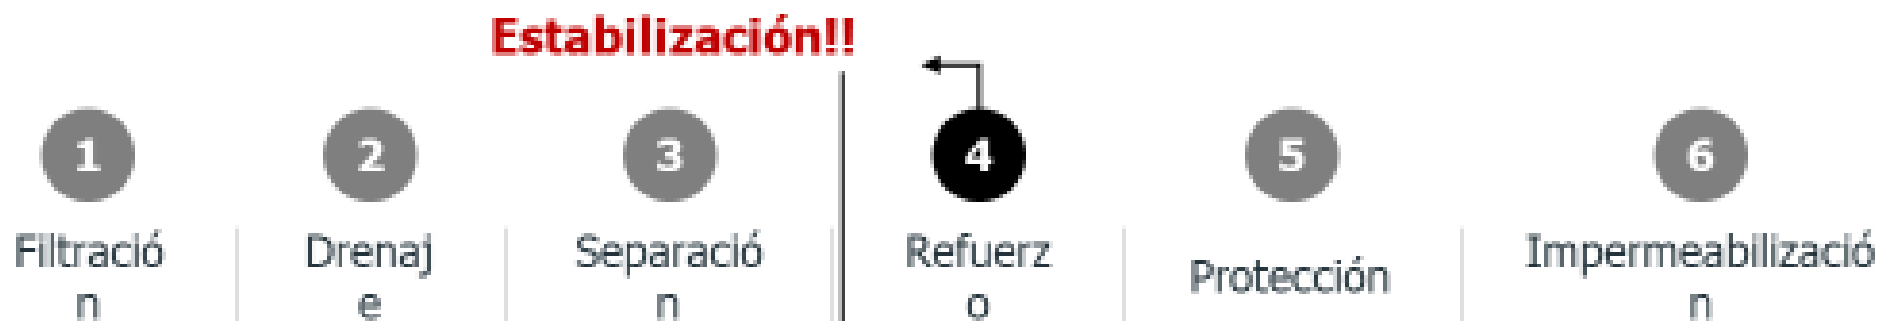 Estabilización!!
1
2
3
4
5
6
Filtració
n
Drenaj
e
Separació
n
Refuerz
o
Protección
Impermeabilizació
n